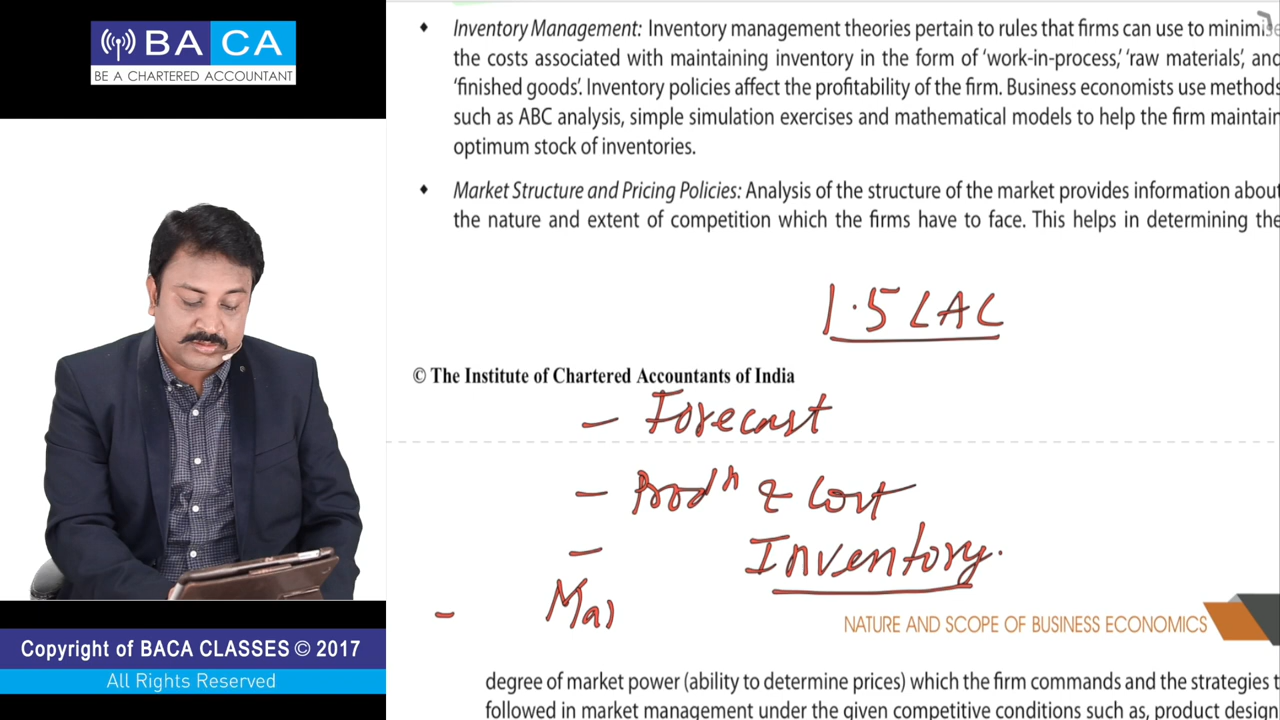 BA CA
BE A CHARTERED ACCOUNTANT
Inventory Management: Inventory management theories pertain to rules that firms can use to minimise
the costs associated with maintaining inventory in the form of ‘work-in-process,’ ‘raw materials’, and
‘finished goods’. Inventory policies affect the profitability of the firm. Business economists use methods
such as ABC analysis, simple simulation exercises and mathematical models to help the firm maintain
optimum stock of inventories.
Market Structure and Pricing Policies: Analysis of the structure of the market provides information about
the nature and extent of competition which the firms have to face. This helps in determining the
1.5 LAC
© The Institute of Chartered Accountants of India
- Forecast
- Prodn & Cost
- Inventory.
- Mar
NATURE AND SCOPE OF BUSINESS ECONOMICS
degree of market power (ability to determine prices) which the firm commands and the strategies t
followed in market management under the given competitive conditions such as, product design,
Copyright of BACA CLASSES © 2017
All Rights Reserved